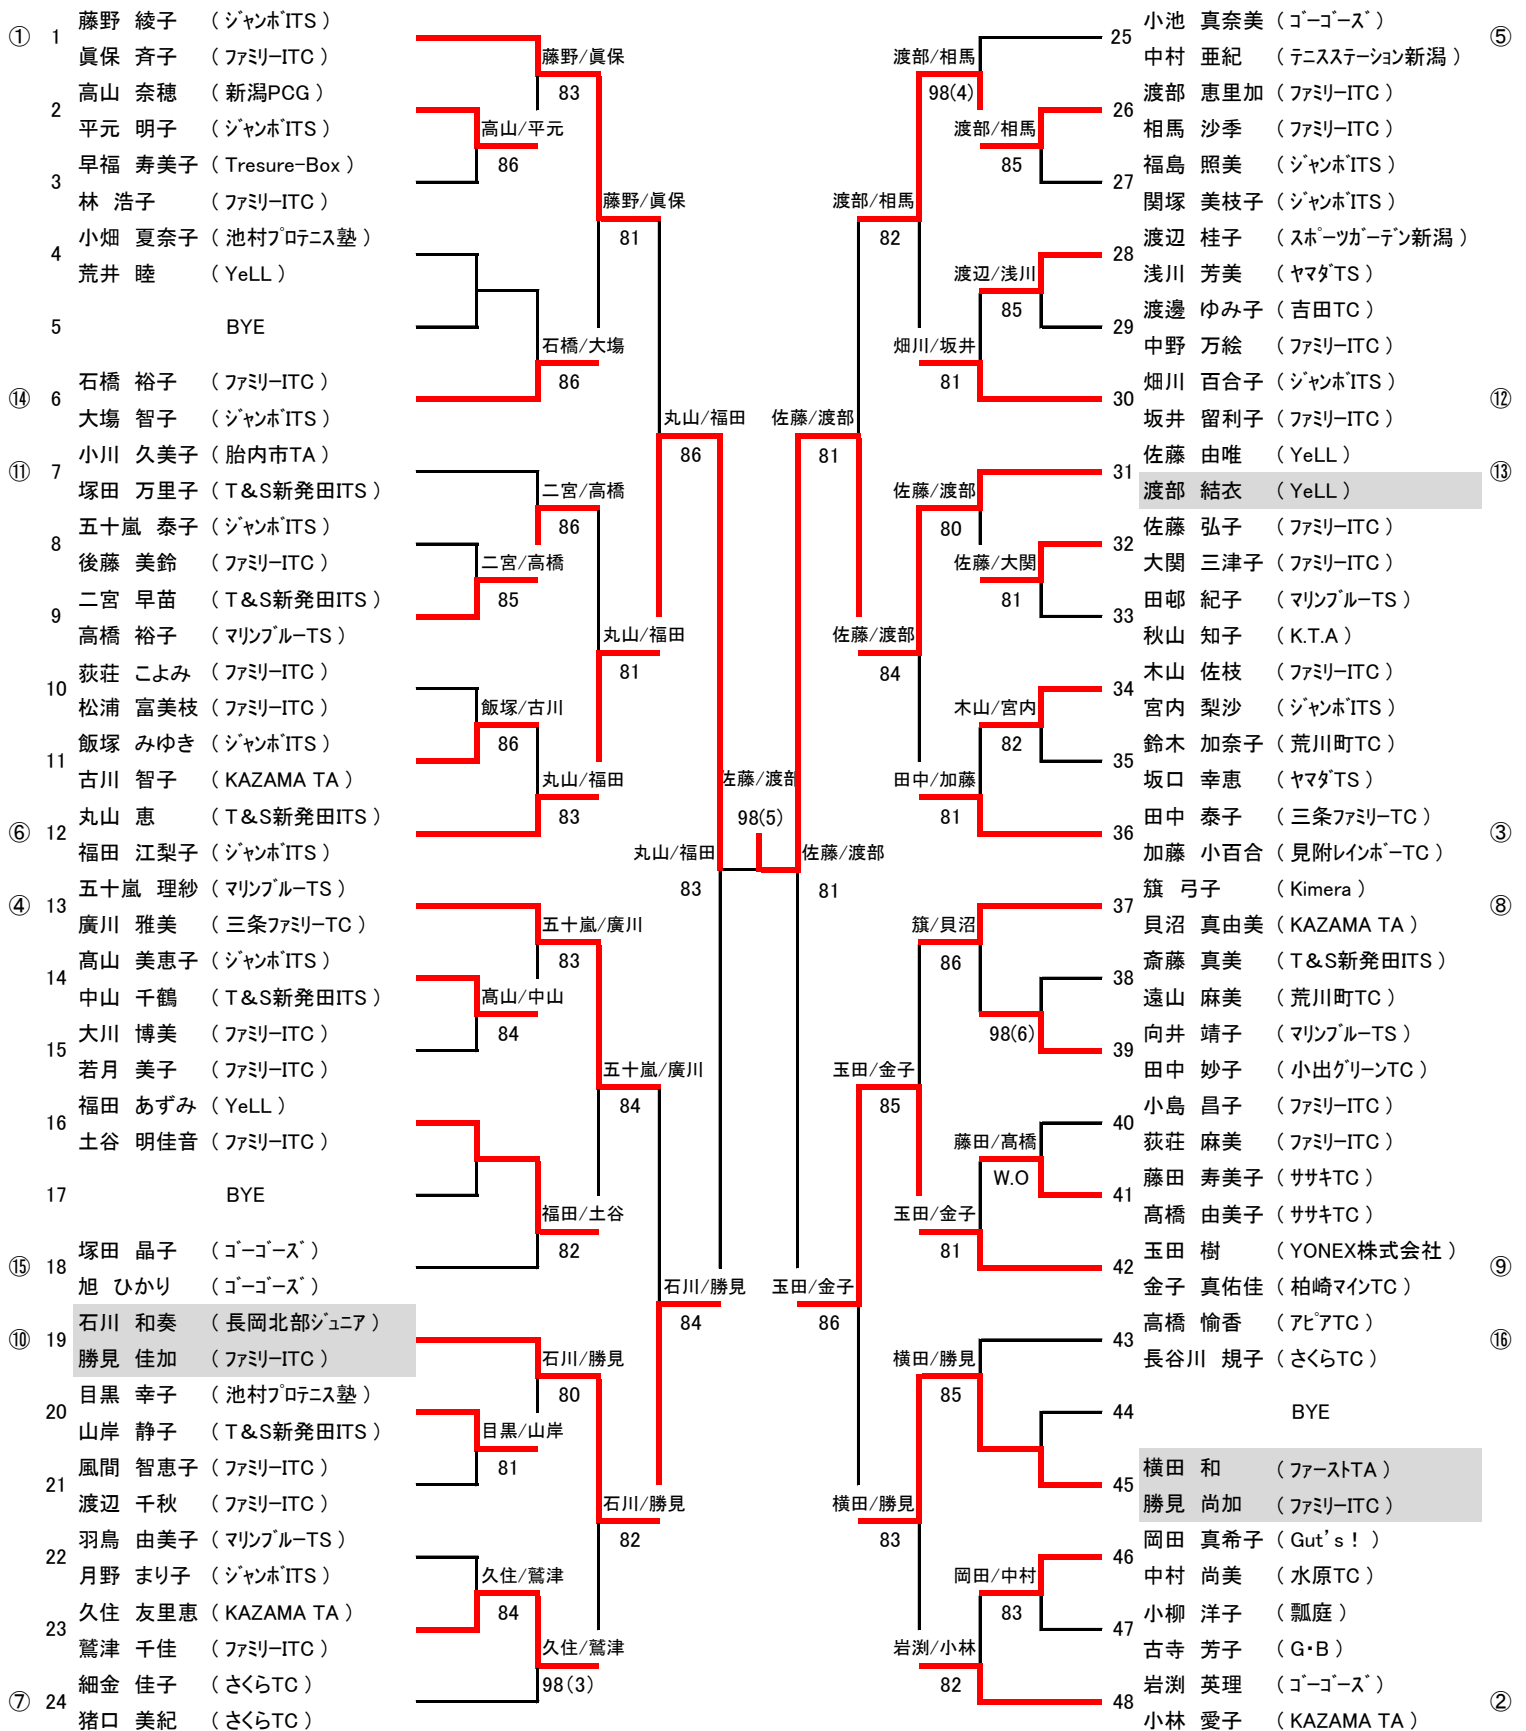 ① 1 藤野 綾子 （ジャンボITS）
眞保 斉子 （ファミリーITC）
2 高山 奈穂 （新潟PCG）
平元 明子 （ジャンボITS）
3 早福 寿美子 （Tresure-Box）
林 浩子 （ファミリーITC）
4 小畑 夏奈子 （池村プロテニス塾）
荒井 睦 （YeLL）
5 BYE
⑭ 6 石橋 裕子 （ファミリーITC）
大塲 智子 （ジャンボITS）
⑪ 7 小川 久美子 （胎内市TA）
塚田 万里子 （T&S新発田ITS）
8 五十嵐 泰子 （ジャンボITS）
後藤 美鈴 （ファミリーITC）
9 二宮 早苗 （T&S新発田ITS）
高橋 裕子 （マリンブルーTS）
10 荻荘 こよみ （ファミリーITC）
松浦 富美枝 （ファミリーITC）
11 飯塚 みゆき （ジャンボITS）
古川 智子 （KAZAMA TA）
⑥ 12 丸山 恵 （T&S新発田ITS）
福田 江梨子 （ジャンボITS）
④ 13 五十嵐 理紗 （マリンブルーTS）
廣川 雅美 （三条ファミリーTC）
14 髙山 美恵子 （ジャンボITS）
中山 千鶴 （T&S新発田ITS）
15 大川 博美 （ファミリーITC）
若月 美子 （ファミリーITC）
16 福田 あずみ （YeLL）
土谷 明佳音 （ファミリーITC）
17 BYE
⑮ 18 塚田 晶子 （ゴーゴーズ）
旭 ひかり （ゴーゴーズ）
⑩ 19 石川 和奏 （長岡北部ジュニア）
勝見 佳加 （ファミリーITC）
20 目黒 幸子 （池村プロテニス塾）
山岸 静子 （T&S新発田ITS）
21 風間 智恵子 （ファミリーITC）
渡辺 千秋 （ファミリーITC）
22 羽鳥 由美子 （マリンブルーTS）
月野 まり子 （ジャンボITS）
23 久住 友里恵 （KAZAMA TA）
鷲津 千佳 （ファミリーITC）
⑦ 24 細金 佳子 （さくらTC）
猪口 美紀 （さくらTC）
高山/平元
86
二宮/高橋
85
飯塚/古川
86
髙山/中山
84
目黒/山岸
81
久住/鷲津
84
藤野/眞保
83
石橋/大塲
86
二宮/高橋
86
丸山/福田
83
五十嵐/廣川
83
福田/土谷
82
石川/勝見
80
久住/鷲津
98(3)
藤野/眞保
81
丸山/福田
81
五十嵐/廣川
84
石川/勝見
82
丸山/福田
86
石川/勝見
84
丸山/福田
83
佐藤/渡部
98(5)
佐藤/渡部
81
佐藤/渡部
81
玉田/金子
86
渡部/相馬
82
佐藤/渡部
84
玉田/金子
85
横田/勝見
83
渡部/相馬
98(4)
畑川/坂井
81
佐藤/渡部
80
田中/加藤
81
籏/貝沼
86
玉田/金子
81
横田/勝見
85
岩渕/小林
82
渡部/相馬
85
渡辺/浅川
85
佐藤/大関
81
木山/宮内
82
98(6)
藤田/髙橋
W.O
岡田/中村
83
25 小池 真奈美 （ゴーゴーズ） ⑤
中村 亜紀 （テニスステーション新潟）
26 渡部 恵里加 （ファミリーITC）
相馬 沙季 （ファミリーITC）
27 福島 照美 （ジャンボITS）
関塚 美枝子 （ジャンボITS）
28 渡辺 桂子 （スポーツガーデン新潟）
浅川 芳美 （ヤマダTS）
29 渡邊 ゆみ子 （吉田TC）
中野 万絵 （ファミリーITC）
30 畑川 百合子 （ジャンボITS） ⑫
坂井 留利子 （ファミリーITC）
31 佐藤 由唯 （YeLL） ⑬
渡部 結衣 （YeLL）
32 佐藤 弘子 （ファミリーITC）
大関 三津子 （ファミリーITC）
33 田邨 紀子 （マリンブルーTS）
秋山 知子 （K.T.A）
34 木山 佐枝 （ファミリーITC）
宮内 梨沙 （ジャンボITS）
35 鈴木 加奈子 （荒川町TC）
坂口 幸恵 （ヤマダTS）
36 田中 泰子 （三条ファミリーTC） ③
加藤 小百合 （見附レインボーTC）
37 籏 弓子 （Kimera） ⑧
貝沼 真由美 （KAZAMA TA）
38 斎藤 真美 （T&S新発田ITS）
遠山 麻美 （荒川町TC）
39 向井 靖子 （マリンブルーTS）
田中 妙子 （小出グリーンTC）
40 小島 昌子 （ファミリーITC）
荻荘 麻美 （ファミリーITC）
41 藤田 寿美子 （ササキTC）
髙橋 由美子 （ササキTC）
42 玉田 樹 （YONEX株式会社） ⑨
金子 真佑佳 （柏崎マインTC）
43 高橋 愉香 （アピアTC） ⑯
長谷川 規子 （さくらTC）
44 BYE
45 横田 和 （ファーストTA）
勝見 尚加 （ファミリーITC）
46 岡田 真希子 （Gut's！）
中村 尚美 （水原TC）
47 小柳 洋子 （瓢庭）
古寺 芳子 （G・B）
48 岩渕 英理 （ゴーゴーズ） ②
小林 愛子 （KAZAMA TA）